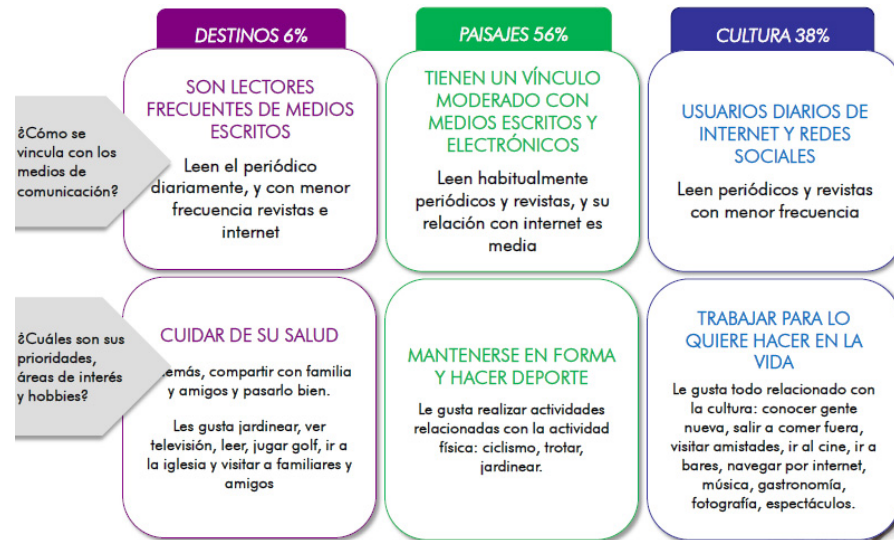 DESTINOS 6%
PAISAJES 56%
CULTURA 38%
¿Cómo se
vincula con los
medios de
comunicación?
SON LECTORES
FRECUENTES DE MEDIOS
ESCRITOS
Leen el periódico
diariamente, y con menor
frecuencia revistas e
internet
TIENEN UN VÍNCULO
MODERADO CON
MEDIOS ESCRITOS Y
ELECTRÓNICOS
Leen habitualmente
periódicos y revistas, y su
relación con internet es
media
USUARIOS DIARIOS DE
INTERNET Y REDES
SOCIALES
Leen periódicos y revistas
con menor frecuencia
¿Cuáles son sus
prioridades,
áreas de interés
y hobbies?
CUIDAR DE SU SALUD
emás, compartir con familia
y amigos y pasarlo bien.
Les gusta jardinear, ver
televisión, leer, jugar golf, ir a
la iglesia y visitar a familiares y
amigos
MANTENERSE EN FORMA
Y HACER DEPORTE
Le gusta realizar actividades
relacionadas con la actividad
física: ciclismo, trotar,
jardinear.
TRABAJAR PARA LO
QUIERE HACER EN LA
VIDA
Le gusta todo relacionado con
la cultura: conocer gente
nueva, salir a comer fuera,
visitar amistades, ir al cine, ir a
bares, navegar por internet,
música, gastronomía,
fotografía, espectáculos.